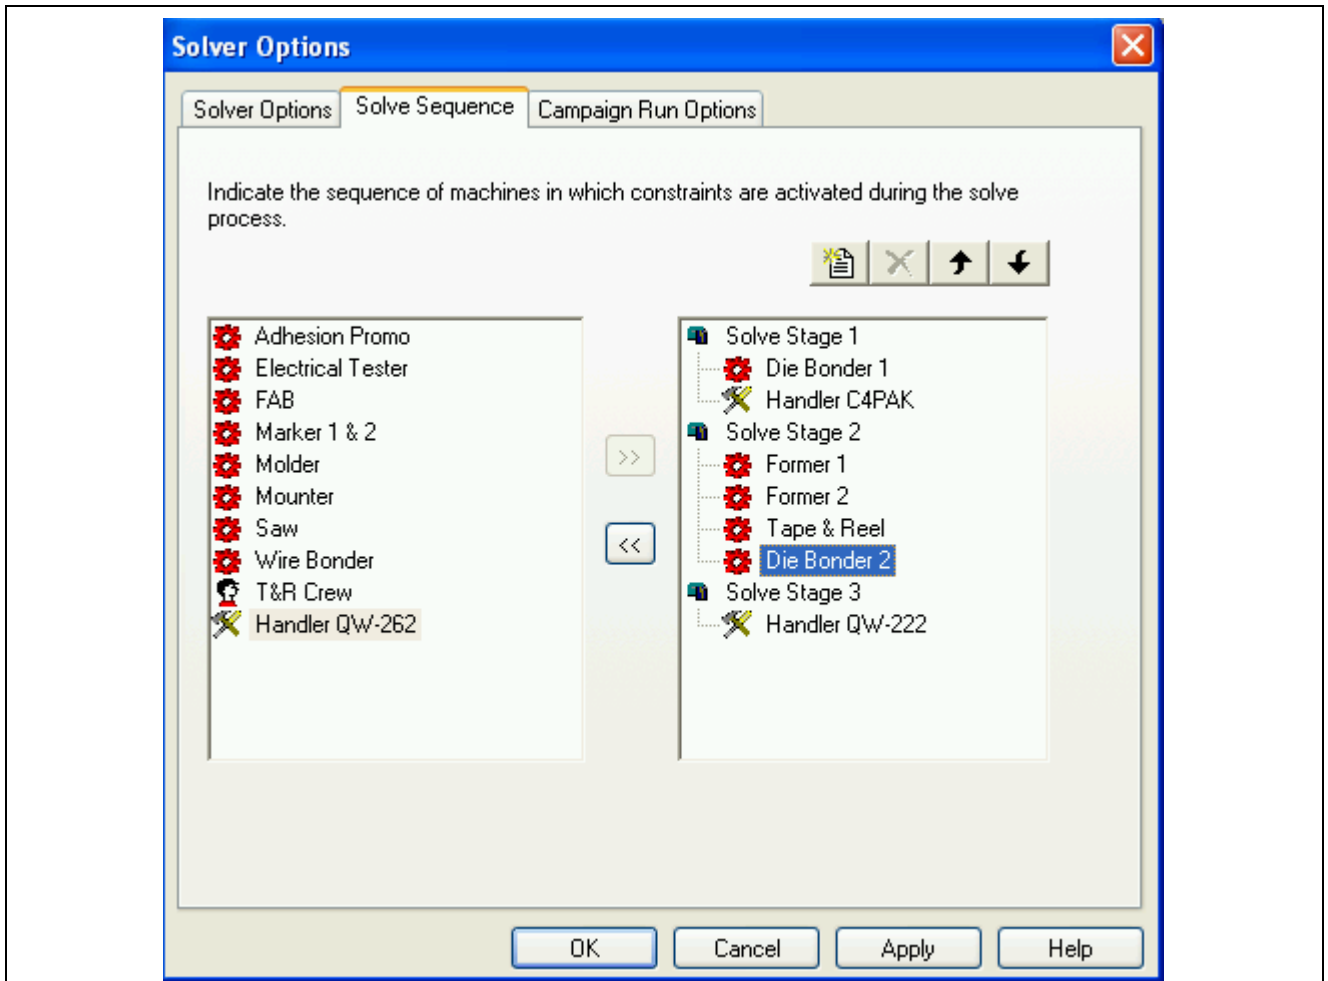 Solver Options
Solver Options
Solve Sequence
Campaign Run Options
Indicate the sequence of machines in which constraints are activated during the solve
process.
Adhesion Promo
Electrical Tester
FAB
Marker 1 & 2
Molder
Mounter
Saw
Wire Bonder
T&R Crew
Handler QW-262
>>
<<
Solve Stage 1
Die Bonder 1
Handler C4PAK
Solve Stage 2
Former 1
Former 2
Tape & Reel
Die Bonder 2
Solve Stage 3
Handler QW-222
OK
Cancel
Apply
Help